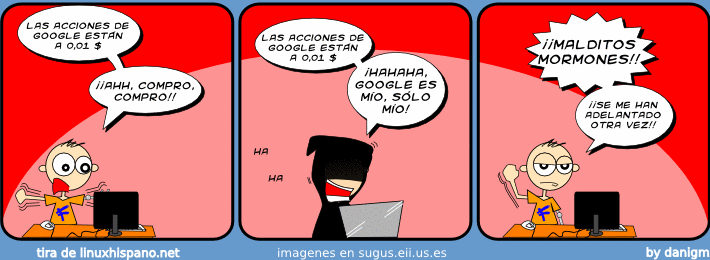 LAS ACCIONES DE
GOOGLE ESTÁN
A 0,01 $
¡¡AHH, COMPRO,
COMPRO!!
LAS ACCIONES DE
GOOGLE ESTÁN
A 0,01 $
¡HAHAHA,
GOOGLE ES
MÍO, SÓLO
MÍO!
HA
HA
¡¡MALDITOS
MORMONES!!
¡¡SE ME HAN
ADELANTADO
OTRA VEZ!!
tira de linuxhispano.net
imagenes en sugus.eii.us.es
by danigm